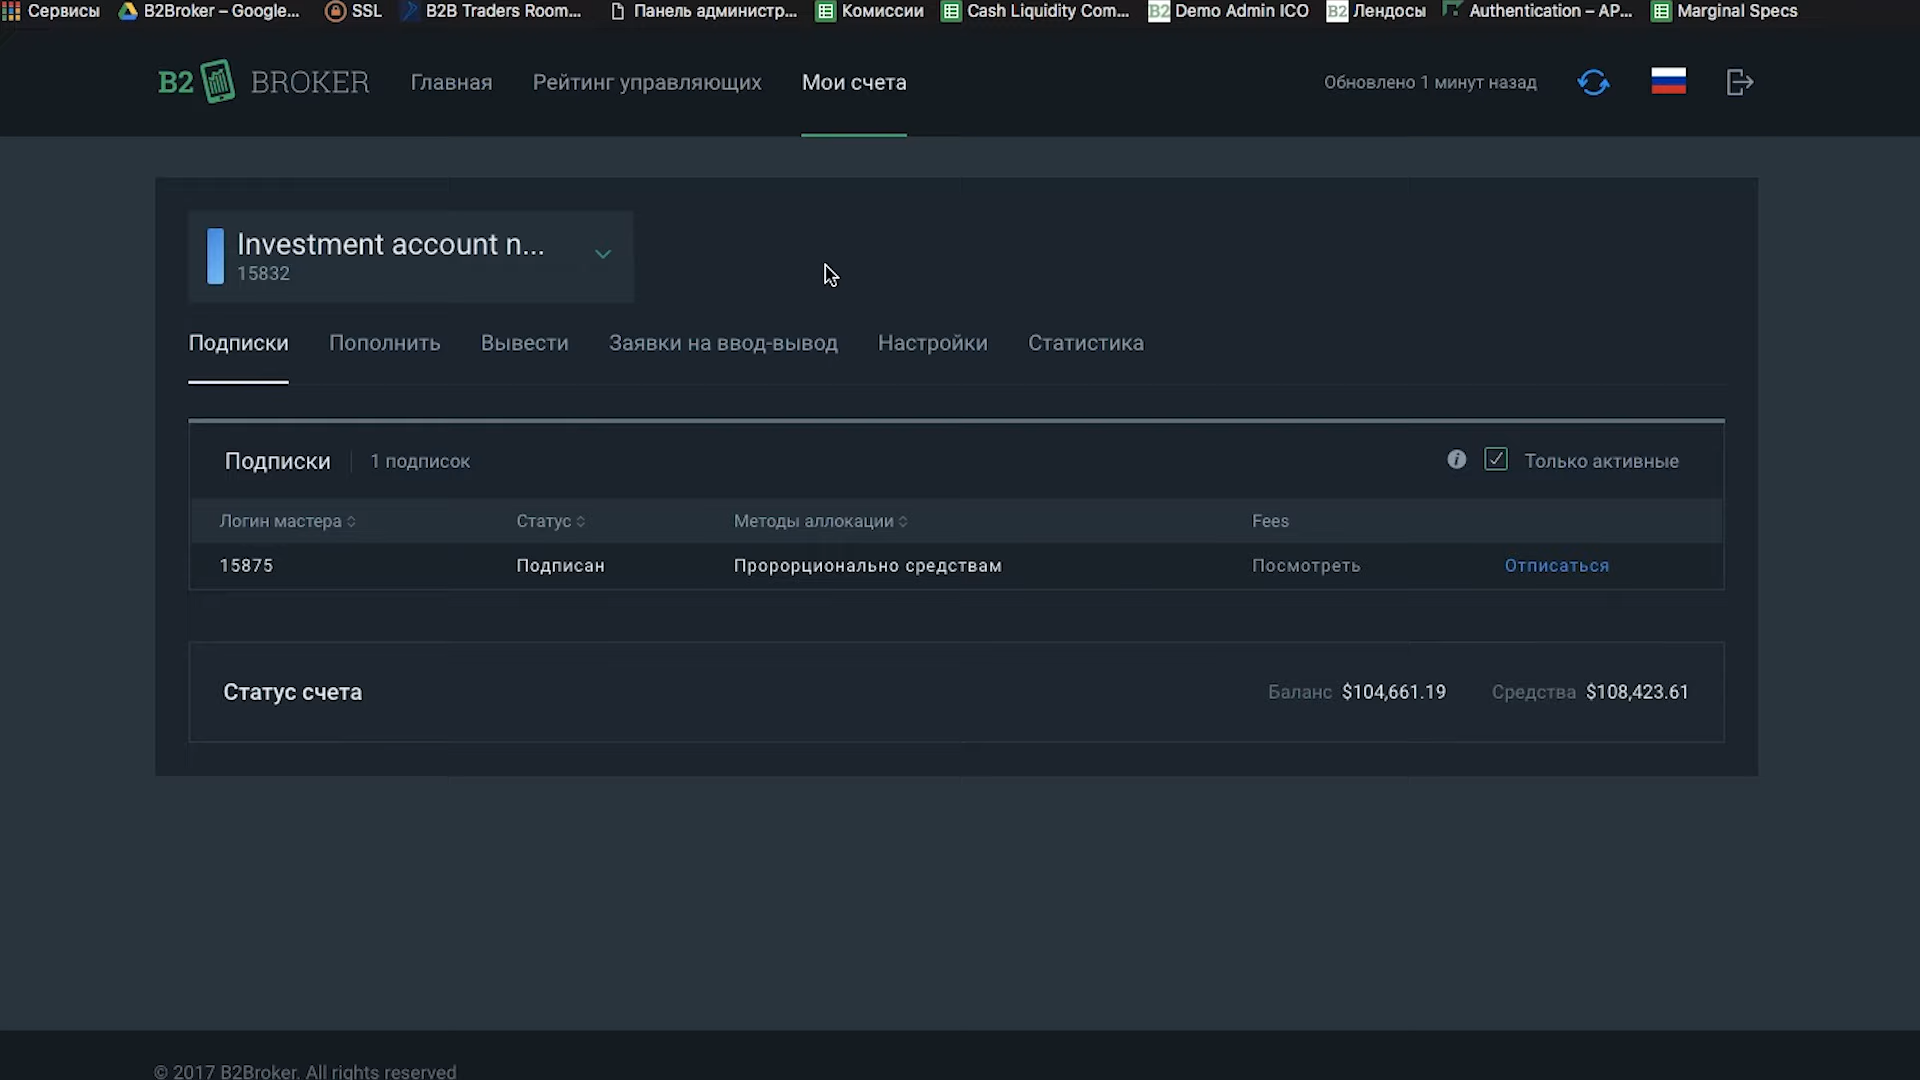 Сервисы B2Broker – Google... SSL B2B Traders Room... Панель администр... Комиссии Cash Liquidity Com... B2 Demo Admin ICO B2 Лендосы Authentication – AP... Marginal Specs
B2 BROKER Главная Рейтинг управляющих Мои счета Обновлено 1 минут назад
Investment account n...
15832
Подписки Пополнить Вывести Заявки на ввод-вывод Настройки Статистика
Подписки 1 подписок Только активные
Логин мастера Статус Методы аллокации Fees
15875 Подписан Пророрционально средствам Посмотреть Отписаться
Статус счета Баланс $104,661.19 Средства $108,423.61
© 2017 B2Broker. All rights reserved